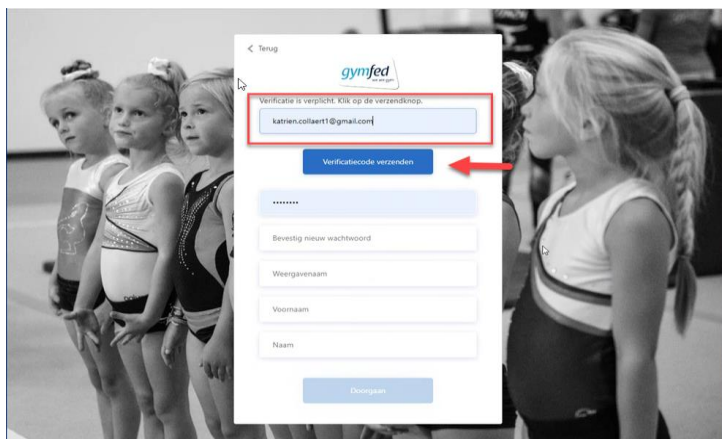 Terug
gymfed
we are gym
Verificatie is verplicht. Klik op de verzendknop.
katrien.collaert1@gmail.com
Verificatiecode verzenden
••••••••
Bevestig nieuw wachtwoord
Weergavenaam
Voornaam
Naam
Doorgaan